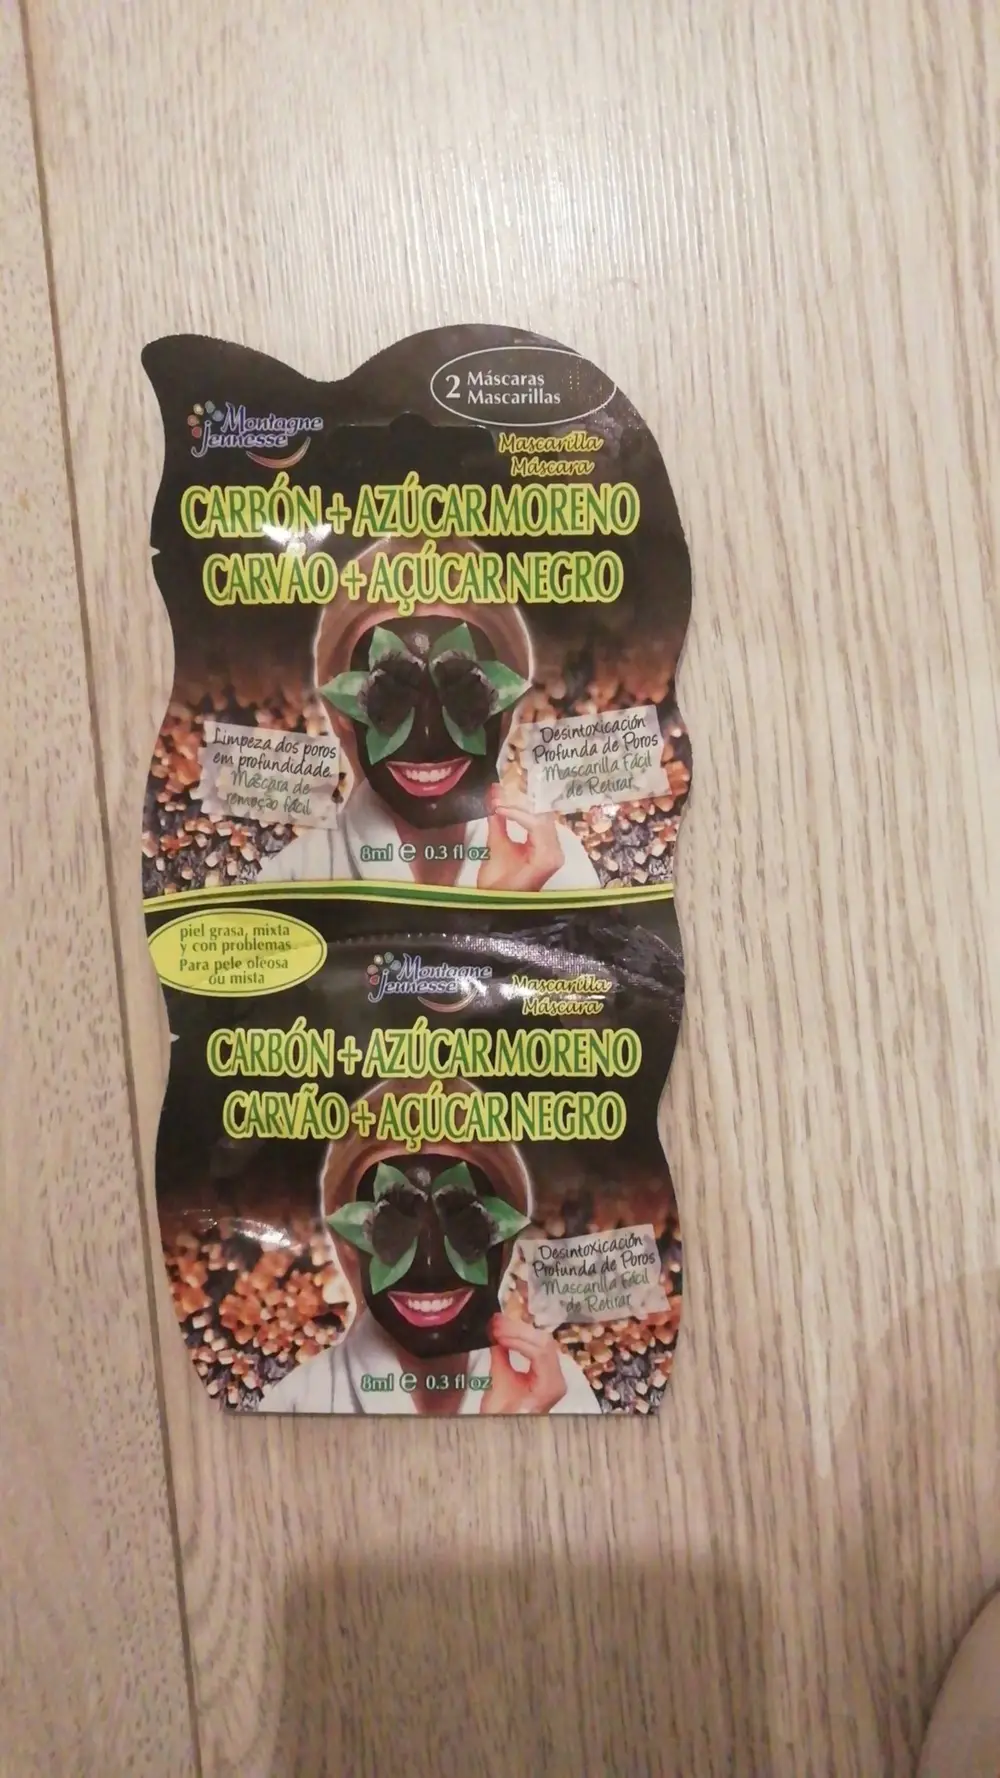 2 Máscaras
Mascarillas
Montagne
Jeunesse
Mascarilla
Máscara
CARBÓN + AZÚCAR MORENO
CARVÃO + AÇÚCAR NEGRO
Limpeza dos poros
em profundidade.
Máscara de
remoção fácil
Desintoxicación
Profunda de Poros
Mascarilla Fácil
de Retirar
8ml e 0.3 fl oz
piel grasa, mixta
y con problemas
Para pele oleosa
ou mista
Montagne
Jeunesse
Mascarilla
Máscara
CARBÓN + AZÚCAR MORENO
CARVÃO + AÇÚCAR NEGRO
Desintoxicación
Profunda de Poros
Mascarilla Fácil
de Retirar
8ml e 0.3 fl oz